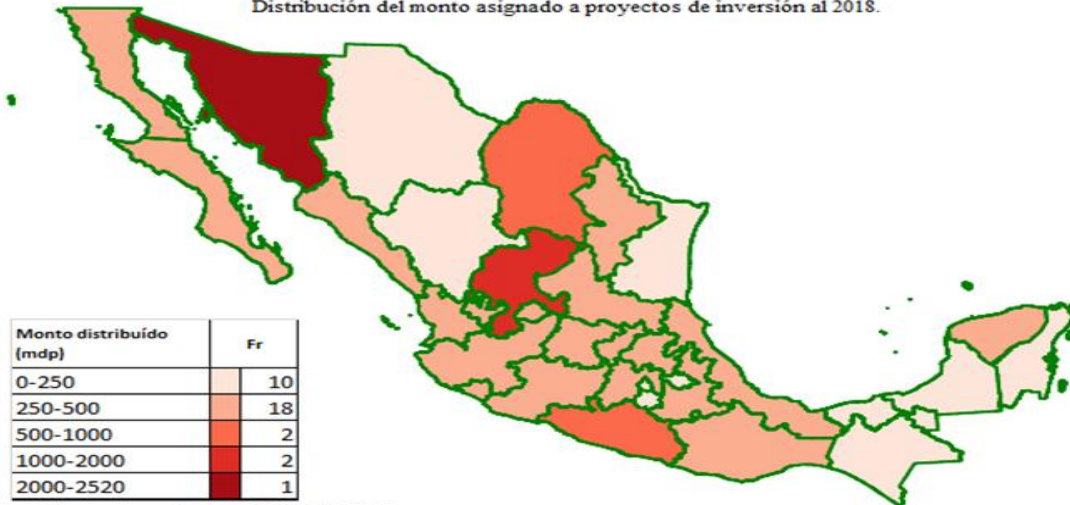 Distribución del monto asignado a proyectos de inversión al 2018.
Monto distribuído Fr
(mdp)
0-250 10
250-500 18
500-1000 2
1000-2000 2
2000-2520 1